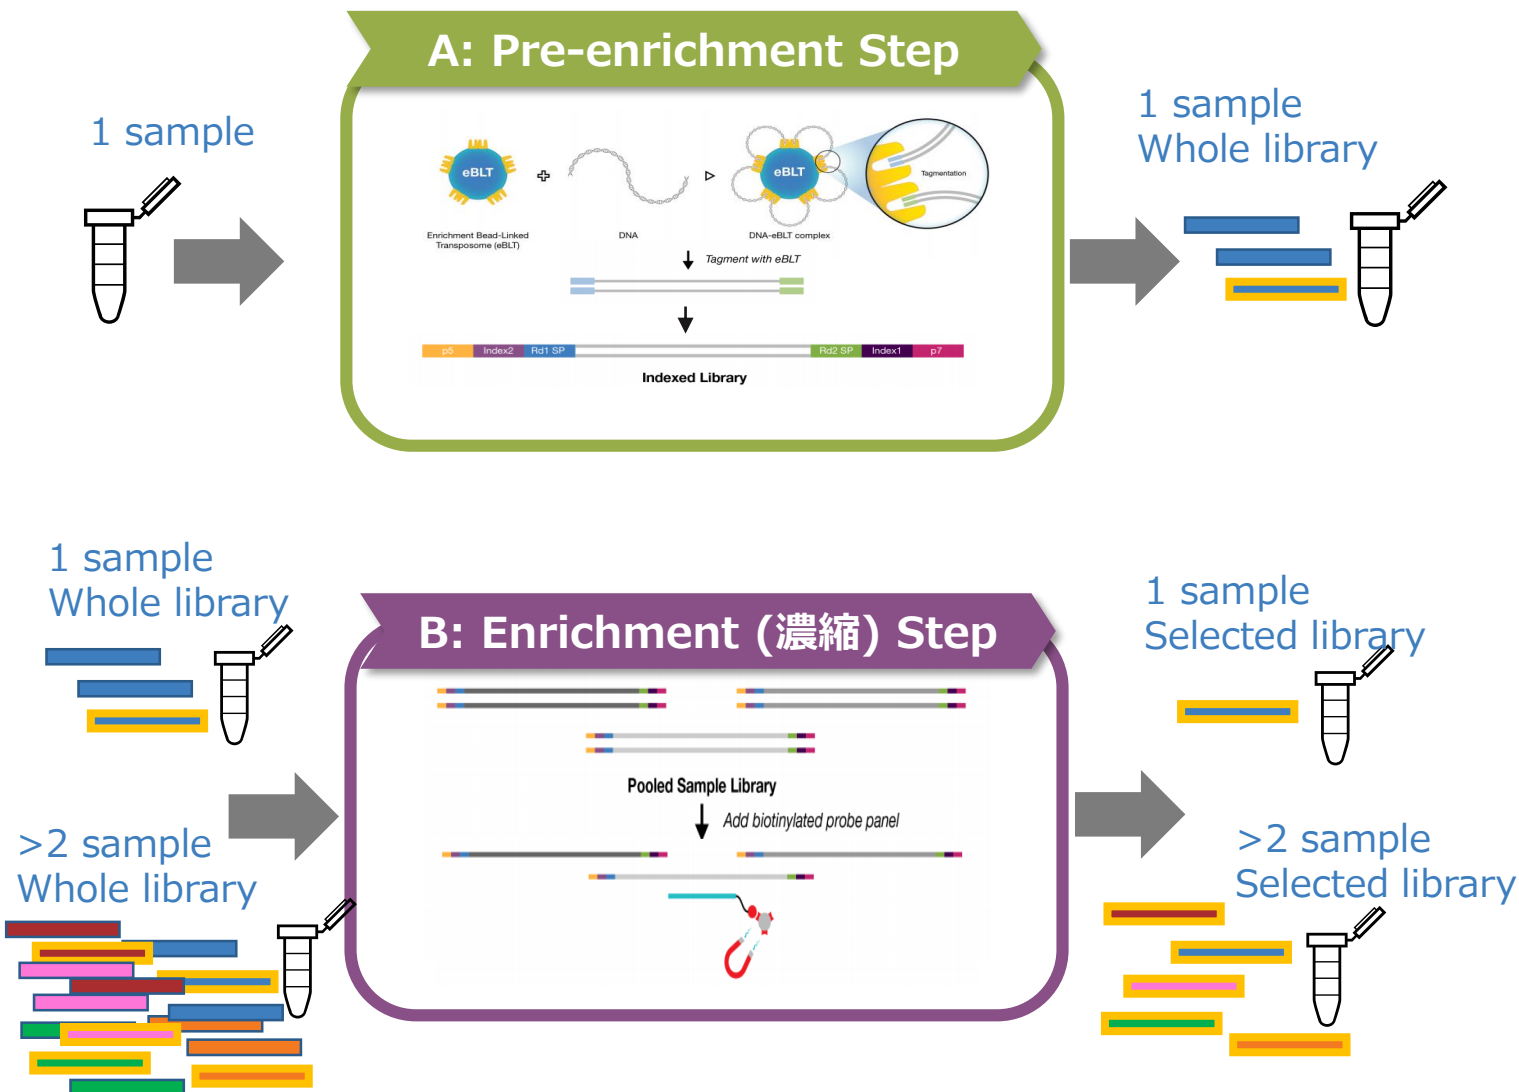 A: Pre-enrichment Step
1 sample
1 sample
Whole library
eBLT
eBLT
Tagmentation
Enrichment Bead-Linked
Transposome (eBLT)
DNA
DNA-eBLT complex
Tagment with eBLT
p5 Index2 Rd1 SP Rd2 SP Index1 p7
Indexed Library
1 sample
Whole library
B: Enrichment (濃縮) Step
1 sample
Selected library
Pooled Sample Library
Add biotinylated probe panel
>2 sample
Whole library
>2 sample
Selected library